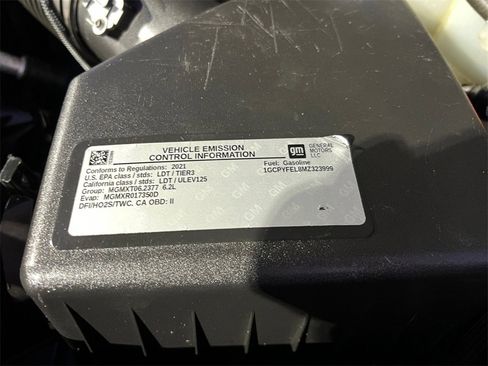 VEHICLE EMISSION
CONTROL INFORMATION
gm
GENERAL
MOTORS
LLC
Conforms to Regulations: 2021
Fuel: Gasoline
U.S. EPA class / stds: LDT / TIER3
1GCPYFEL8MZ323999
California class / stds: LDT / ULEV125
Group: MGMXT06.2377 6.2L
Evap: MGMXR017350D
DFI/HO2S/TWC. CA OBD: II